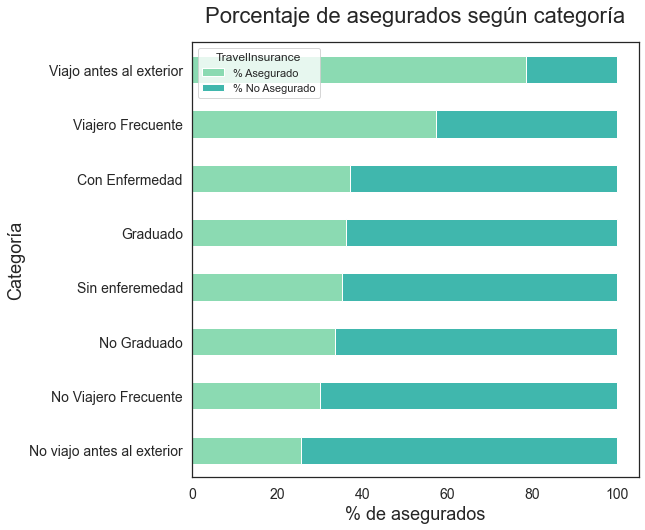 Porcentaje de asegurados según categoría
TravelInsurance
% Asegurado
% No Asegurado
Viajo antes al exterior
Viajero Frecuente
Con Enfermedad
Graduado
Sin enferemedad
No Graduado
No Viajero Frecuente
No viajo antes al exterior
Categoría
0 20 40 60 80 100
% de asegurados